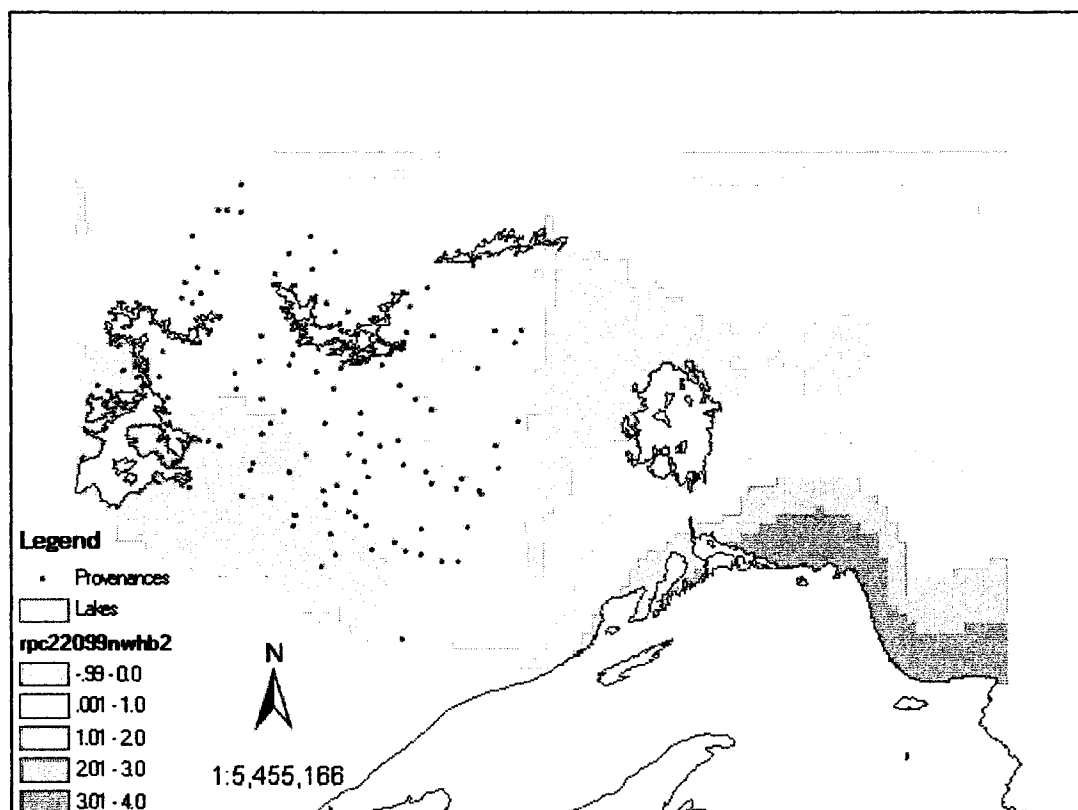 Legend
Provenances
Lakes
rpc22099nwhb2
-.99 - 0.0
.001 - 1.0
1.01 - 2.0
2.01 - 3.0
3.01 - 4.0
N
1:5,455,166